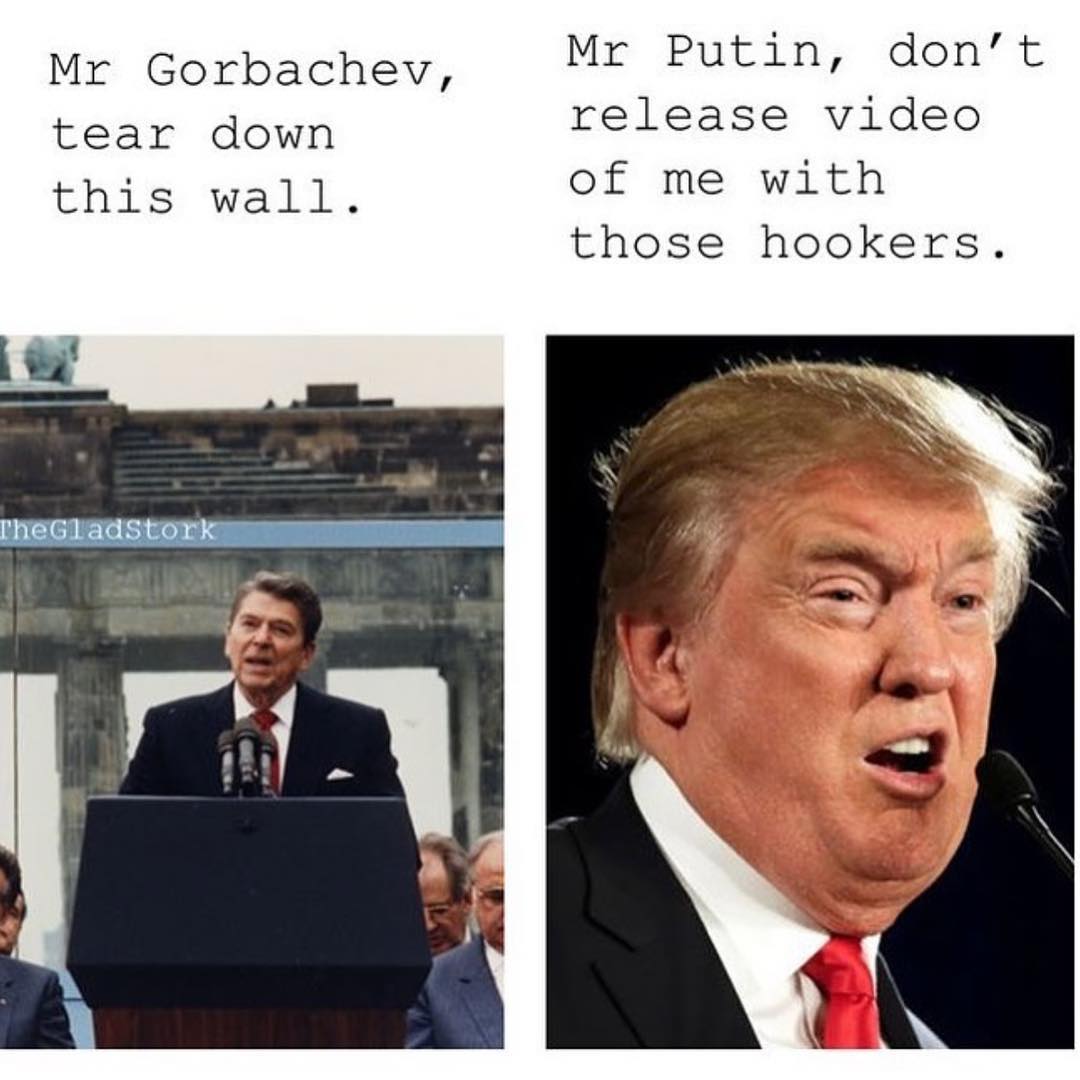 Mr Gorbachev,
tear down
this wall.
Mr Putin, don’t
release video
of me with
those hookers.
TheGladStork